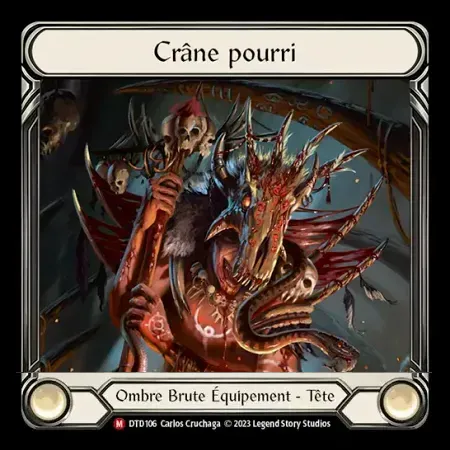 Crâne pourri
Ombre Brute Équipement - Tête
M DTD106 Carlos Cruchaga © 2023 Legend Story Studios